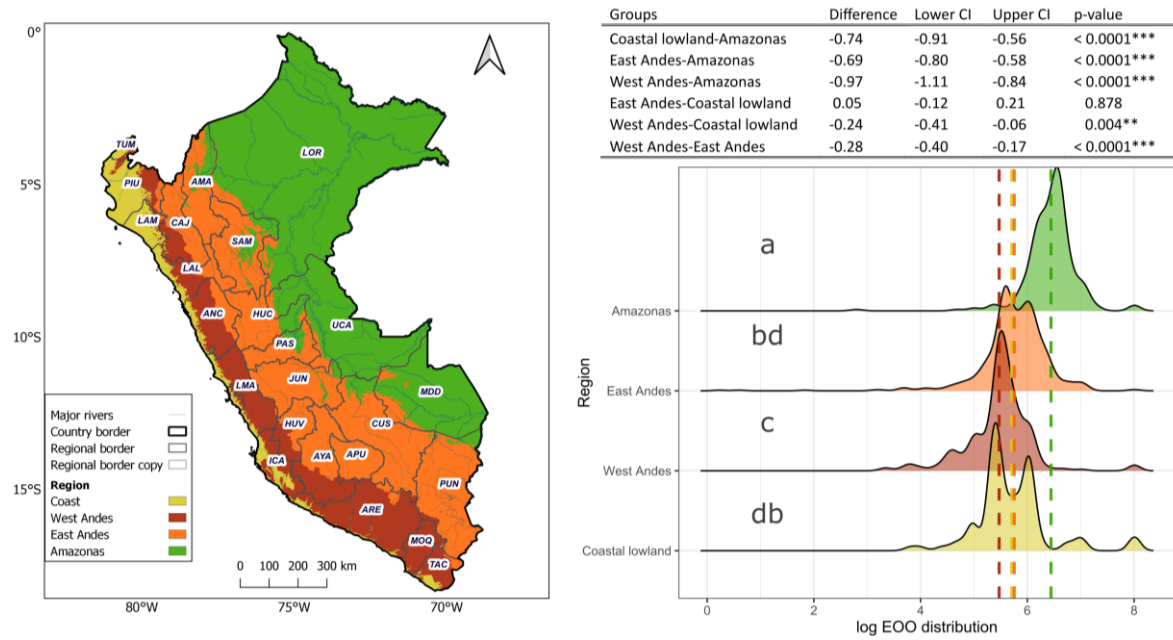 0°
5°S
10°S
15°S
80°W
75°W
70°W
TUM
PIU
LAM
CAJ
AMA
LOR
SAM
LAL
ANC
HUC
UCA
PAS
LMA
JUN
MDD
HUV
CUS
ICA
AYA
APU
PUN
ARE
MOQ
TAC
Major rivers
Country border
Regional border
Regional border copy
Region
Coast
West Andes
East Andes
Amazonas
0 100 200 300 km
Groups Difference Lower CI Upper CI p-value
Coastal lowland-Amazonas -0.74 -0.91 -0.56 < 0.0001***
East Andes-Amazonas -0.69 -0.80 -0.58 < 0.0001***
West Andes-Amazonas -0.97 -1.11 -0.84 < 0.0001***
East Andes-Coastal lowland 0.05 -0.12 0.21 0.878
West Andes-Coastal lowland -0.24 -0.41 -0.06 0.004**
West Andes-East Andes -0.28 -0.40 -0.17 < 0.0001***
a
Amazonas
bd
East Andes
Region
c
West Andes
db
Coastal lowland
0 2 4 6 8
log EOO distribution